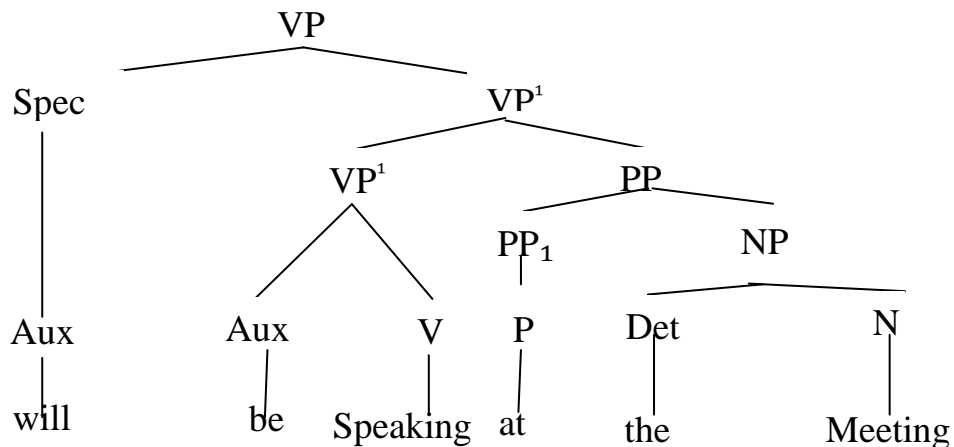 VP
Spec VP¹
VP¹ PP
PP₁ NP
Aux Aux V P Det N
will be Speaking at the Meeting